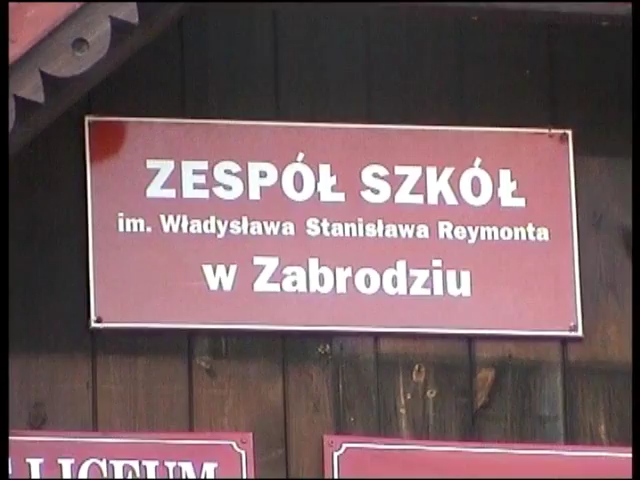 ZESPÓŁ SZKÓŁ
im. Władysława Stanisława Reymonta
w Zabrodziu
LICEUM